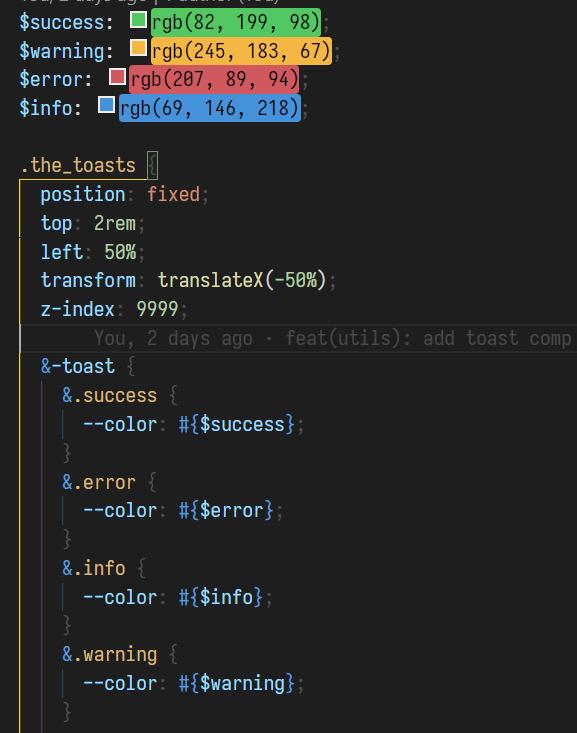 $success: rgb(82, 199, 98);
$warning: rgb(245, 183, 67);
$error: rgb(207, 89, 94);
$info: rgb(69, 146, 218);
.the_toasts {
position: fixed;
top: 2rem;
left: 50%;
transform: translateX(-50%);
z-index: 9999;
You, 2 days ago · feat(utils): add toast comp
&-toast {
&.success {
--color: #{$success};
}
&.error {
--color: #{$error};
}
&.info {
--color: #{$info};
}
&.warning {
--color: #{$warning};
}